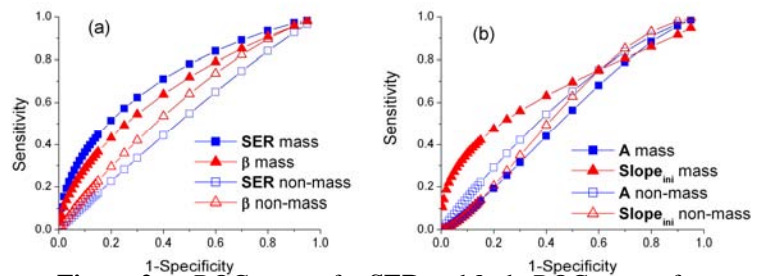 (a)
1.0
0.8
0.6
0.4
0.2
0.0
Sensitivity
SER mass
β mass
SER non-mass
β non-mass
0.0 0.2 0.4 0.6 0.8 1.0
1-Specificity
(b)
1.0
0.8
0.6
0.4
0.2
0.0
Sensitivity
A mass
Slopeini mass
A non-mass
Slopeini non-mass
0.0 0.2 0.4 0.6 0.8 1.0
1-Specificity